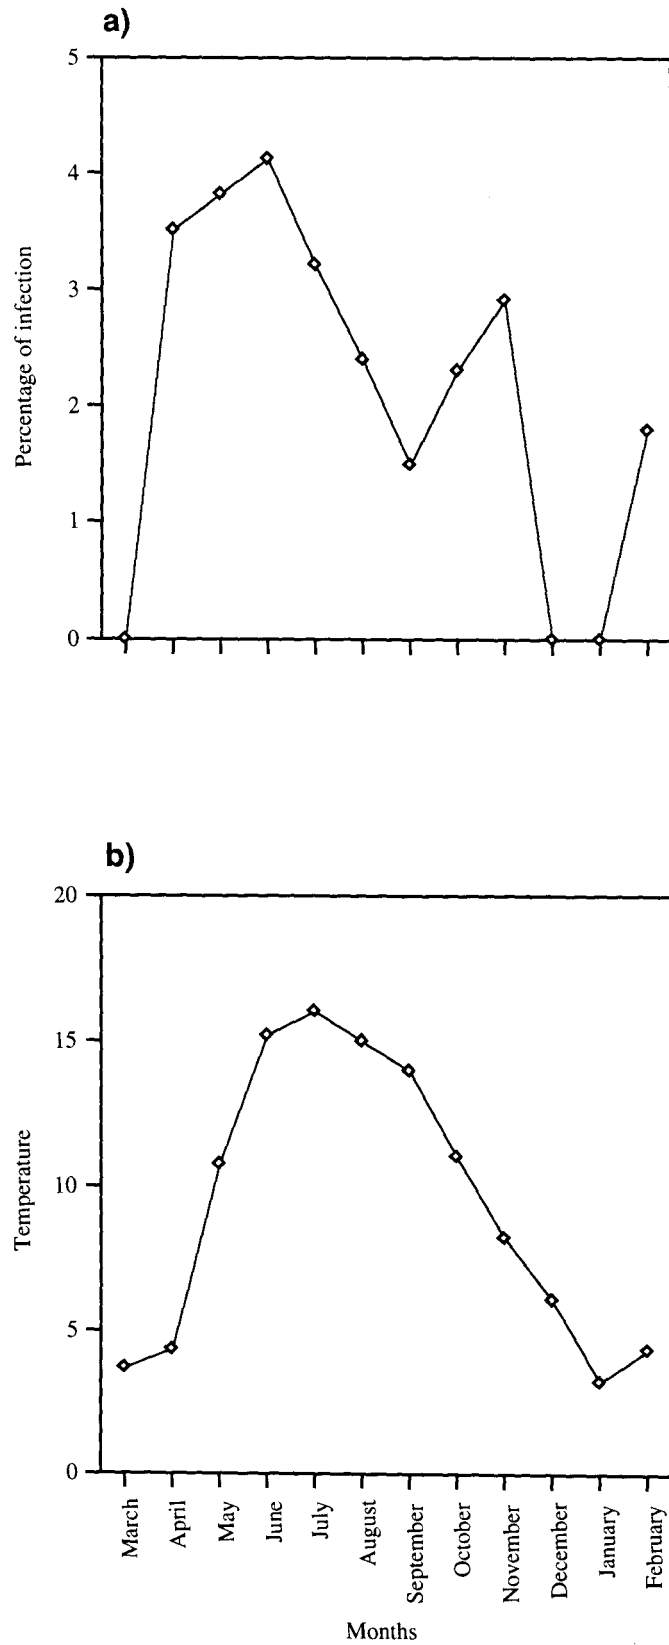 a)
5
4
3
2
1
0
Percentage of infection
b)
20
15
10
5
0
Temperature
March
April
May
June
July
August
September
October
November
December
January
February
Months